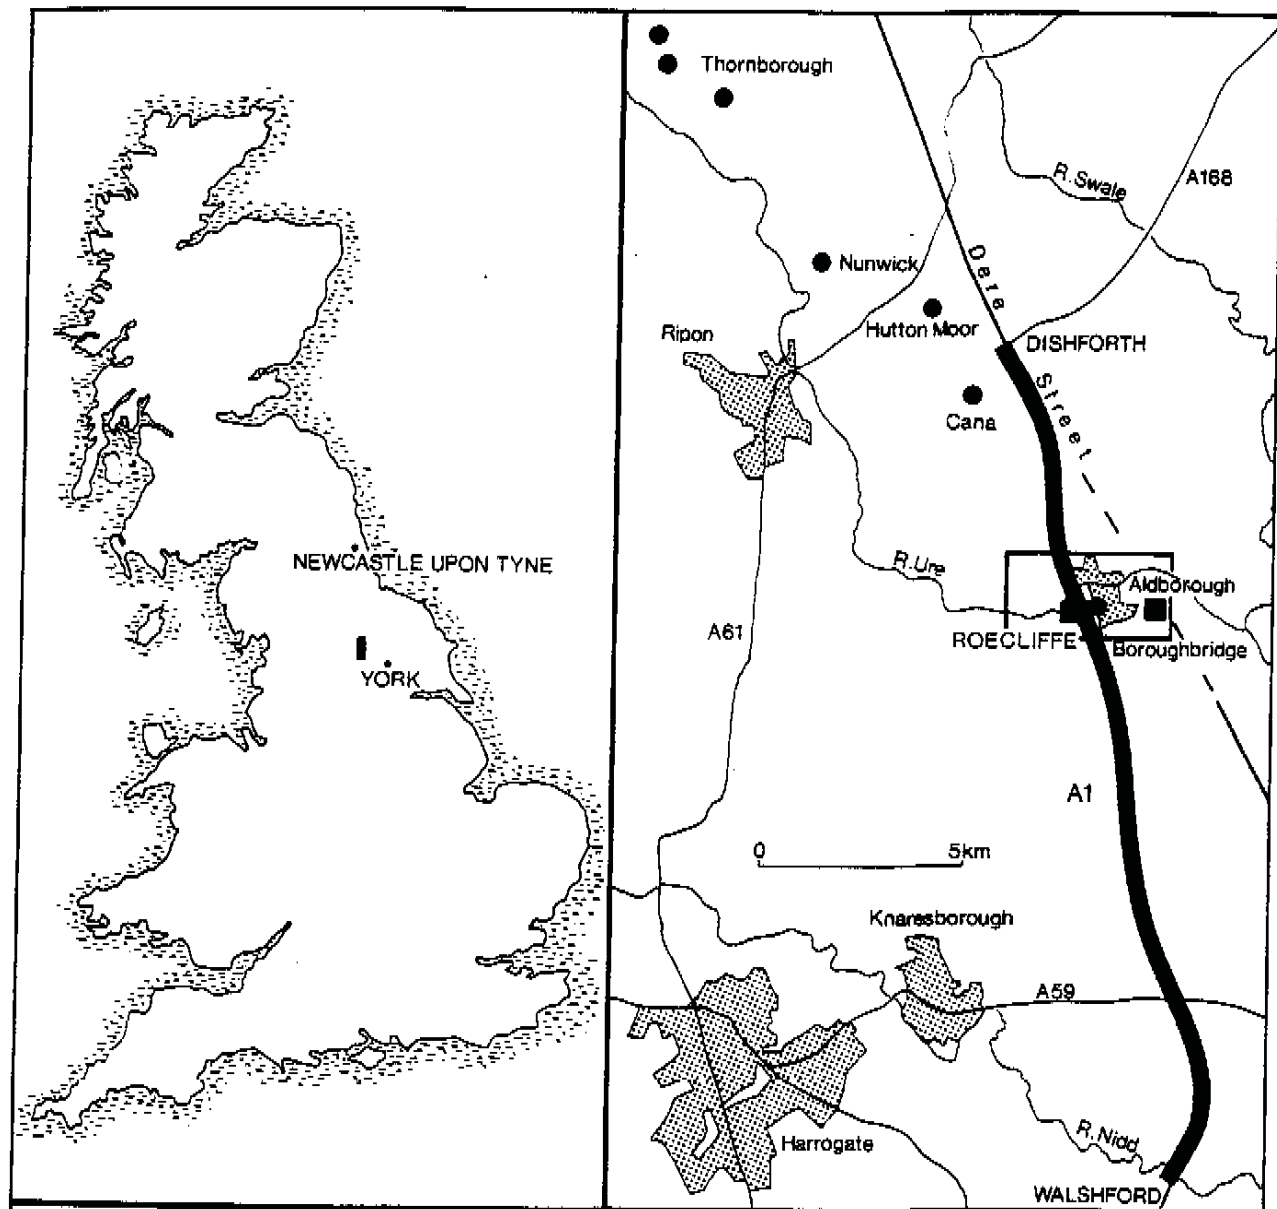 NEWCASTLE UPON TYNE
YORK
Thornborough
R.Swale
A168
Nunwick
Dere
Street
Hutton Moor
Ripon
DISHFORTH
Cana
R.Ure
Aldborough
A61
ROECLIFFE
Boroughbridge
A1
0 5km
Knaresborough
A59
R.Nidd
Harrogate
WALSHFORD